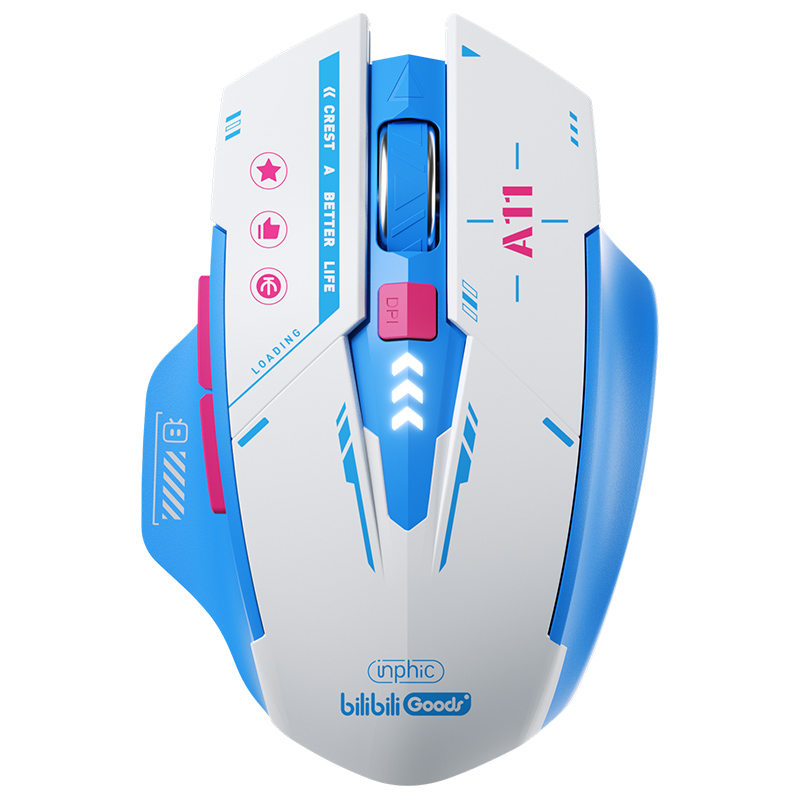 CREST A BETTER LIFE
A11
DPI
LOADING
inphic
bilibili Goods